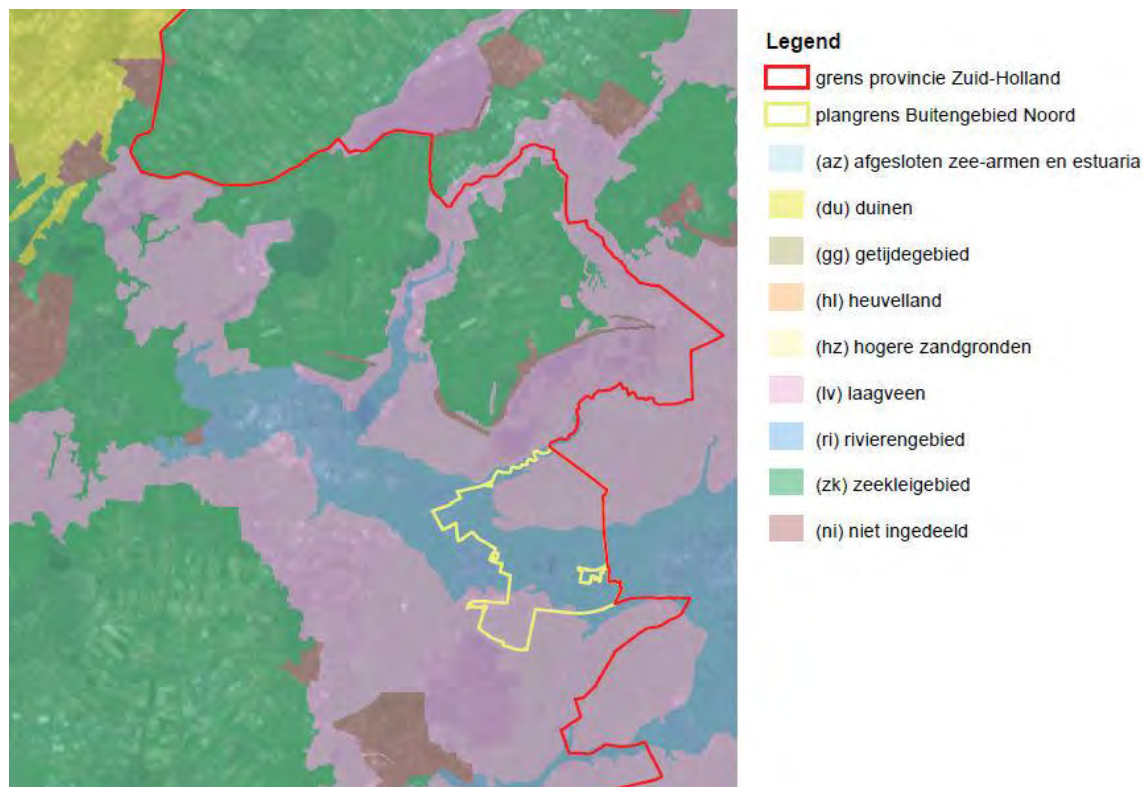 Legend
grens provincie Zuid-Holland
plangrens Buitengebied Noord
(az) afgesloten zee-armen en estuaria
(du) duinen
(gg) getijdegebied
(hl) heuvelland
(hz) hogere zandgronden
(lv) laagveen
(ri) rivierengebied
(zk) zeekleigebied
(ni) niet ingedeeld